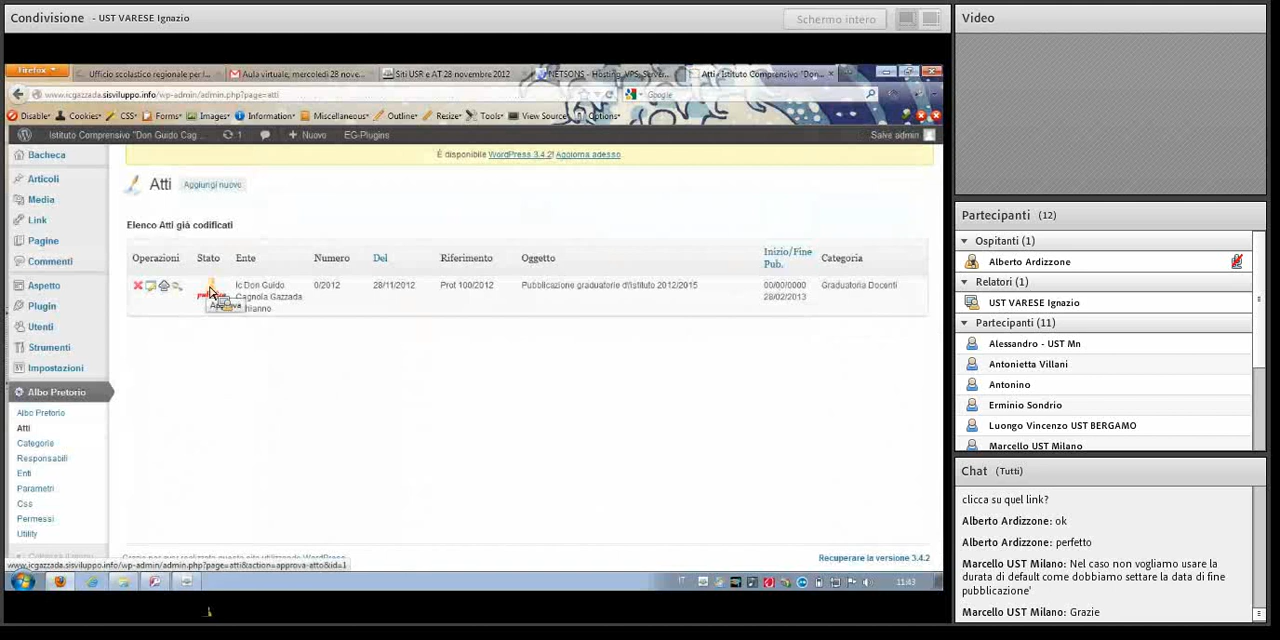 Condivisione - UST VARESE Ignazio
Schermo intero
Firefox
Ufficio scolastico regionale per l...
Aula virtuale, mercoledì 28 nove...
Siti USR e AT 28 novembre 2012
NETSONS - Hosting, VPS, Server...
Atti ‹ Istituto Comprensivo "Don...
www.icgazzada.sisviluppo.info/wp-admin/admin.php?page=atti
Google
Disable Cookies CSS Forms Images Information Miscellaneous Outline Resize Tools View Source Options
Istituto Comprensivo "Don Guido Cag... 1 Nuovo EG-Plugins Salve admin
È disponibile WordPress 3.4.2! Aggiorna adesso
Bacheca
Articoli
Media
Link
Pagine
Commenti
Aspetto
Plugin
Utenti
Strumenti
Impostazioni
Albo Pretorio
Albo Pretorio
Atti
Categorie
Responsabili
Enti
Parametri
Css
Permessi
Utility
Atti Aggiungi nuovo
Elenco Atti già codificati
Operazioni Stato Ente Numero Del Riferimento Oggetto Inizio/Fine Pub. Categoria
Ic Don Guido 0/2012 28/11/2012 Prot 100/2012 Pubblicazione graduatorie d'istituto 2012/2015 00/00/0000 Graduatoria Docenti
Cagnola Gazzada 28/02/2013
Recuperare la versione 3.4.2
www.icgazzada.sisviluppo.info/wp-admin/admin.php?page=atti&action=approva-atto&id=1
IT 11:43
Video
Partecipanti (12)
Ospitanti (1)
Alberto Ardizzone
Relatori (1)
UST VARESE Ignazio
Partecipanti (11)
Alessandro - UST Mn
Antonietta Villani
Antonino
Erminio Sondrio
Luongo Vincenzo UST BERGAMO
Marcello UST Milano
Chat (Tutti)
clicca su quel link?
Alberto Ardizzone: ok
Alberto Ardizzone: perfetto
Marcello UST Milano: Nel caso non vogliamo usare la
durata di default come dobbiamo settare la data di fine
pubblicazione'
Marcello UST Milano: Grazie